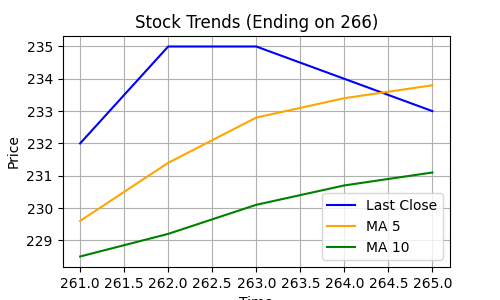 Stock Trends (Ending on 266)
235
234
233
232
231
230
229
Price
Last Close
MA 5
MA 10
261.0 261.5 262.0 262.5 263.0 263.5 264.0 264.5 265.0
Time